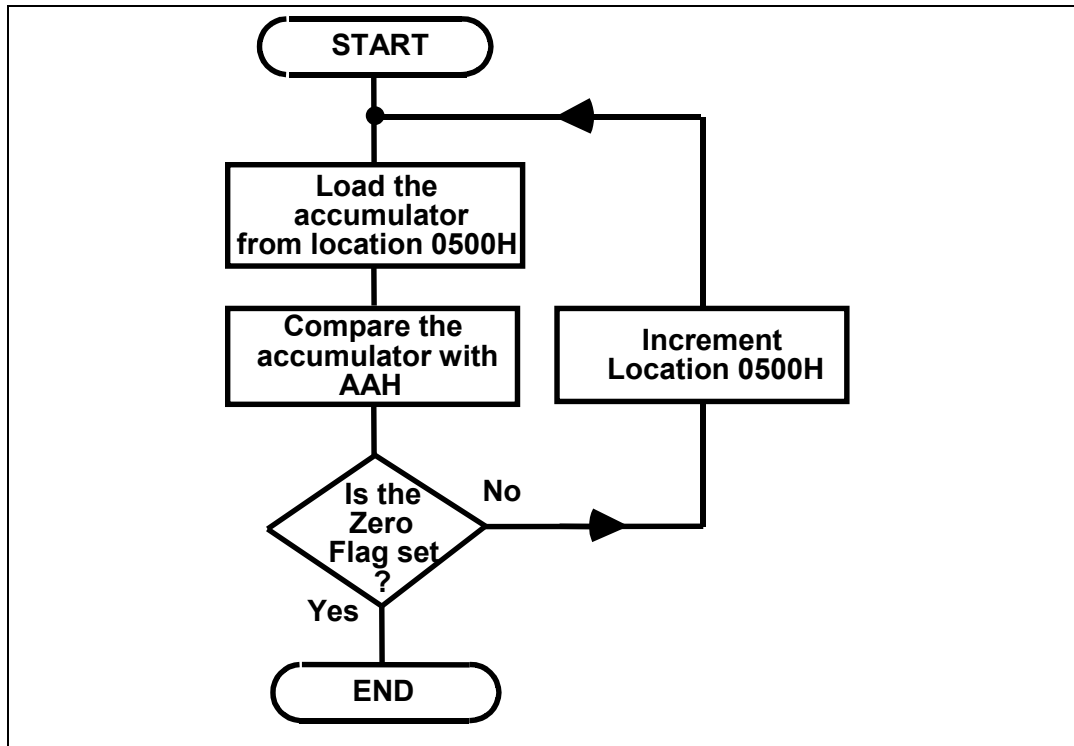 START
Load the
accumulator
from location 0500H
Compare the
accumulator with
AAH
Increment
Location 0500H
Is the
Zero
Flag set
?
No
Yes
END